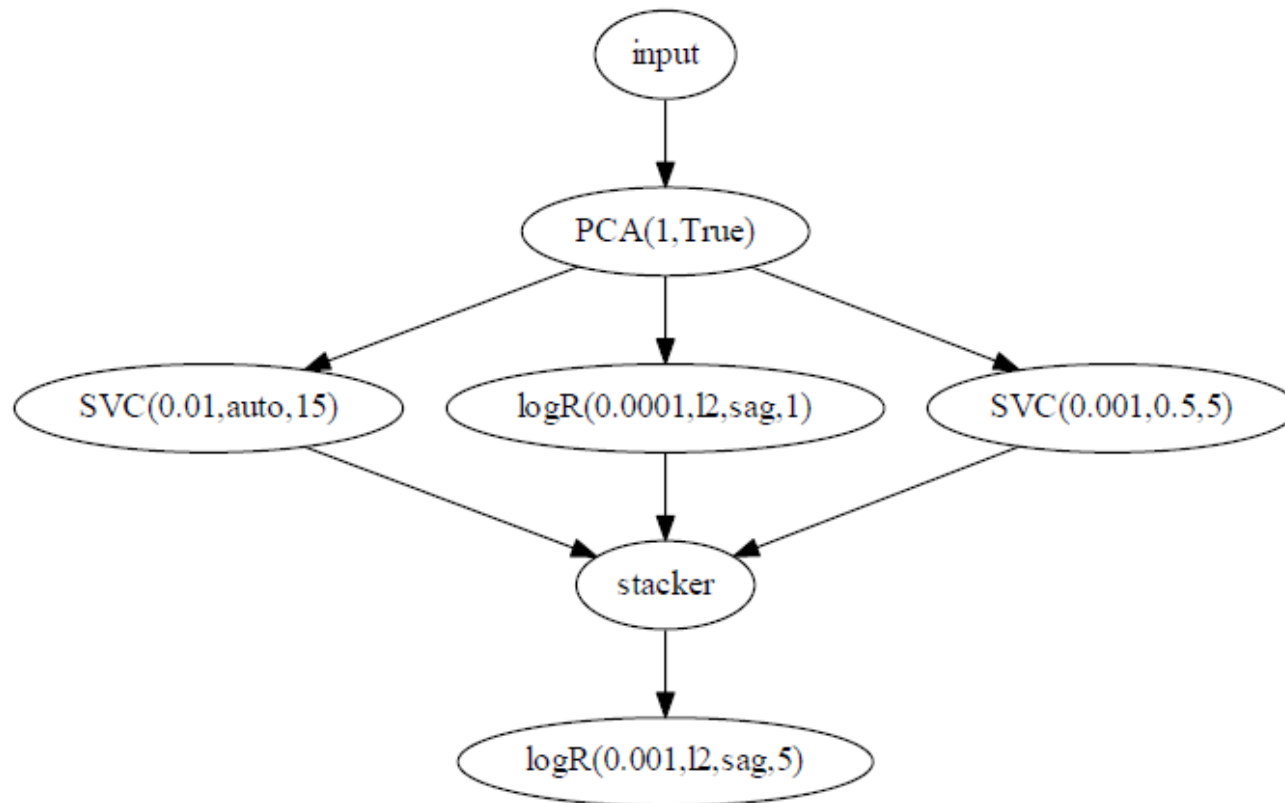 input
PCA(1,True)
SVC(0.01,auto,15)
logR(0.0001,l2,sag,1)
SVC(0.001,0.5,5)
stacker
logR(0.001,l2,sag,5)